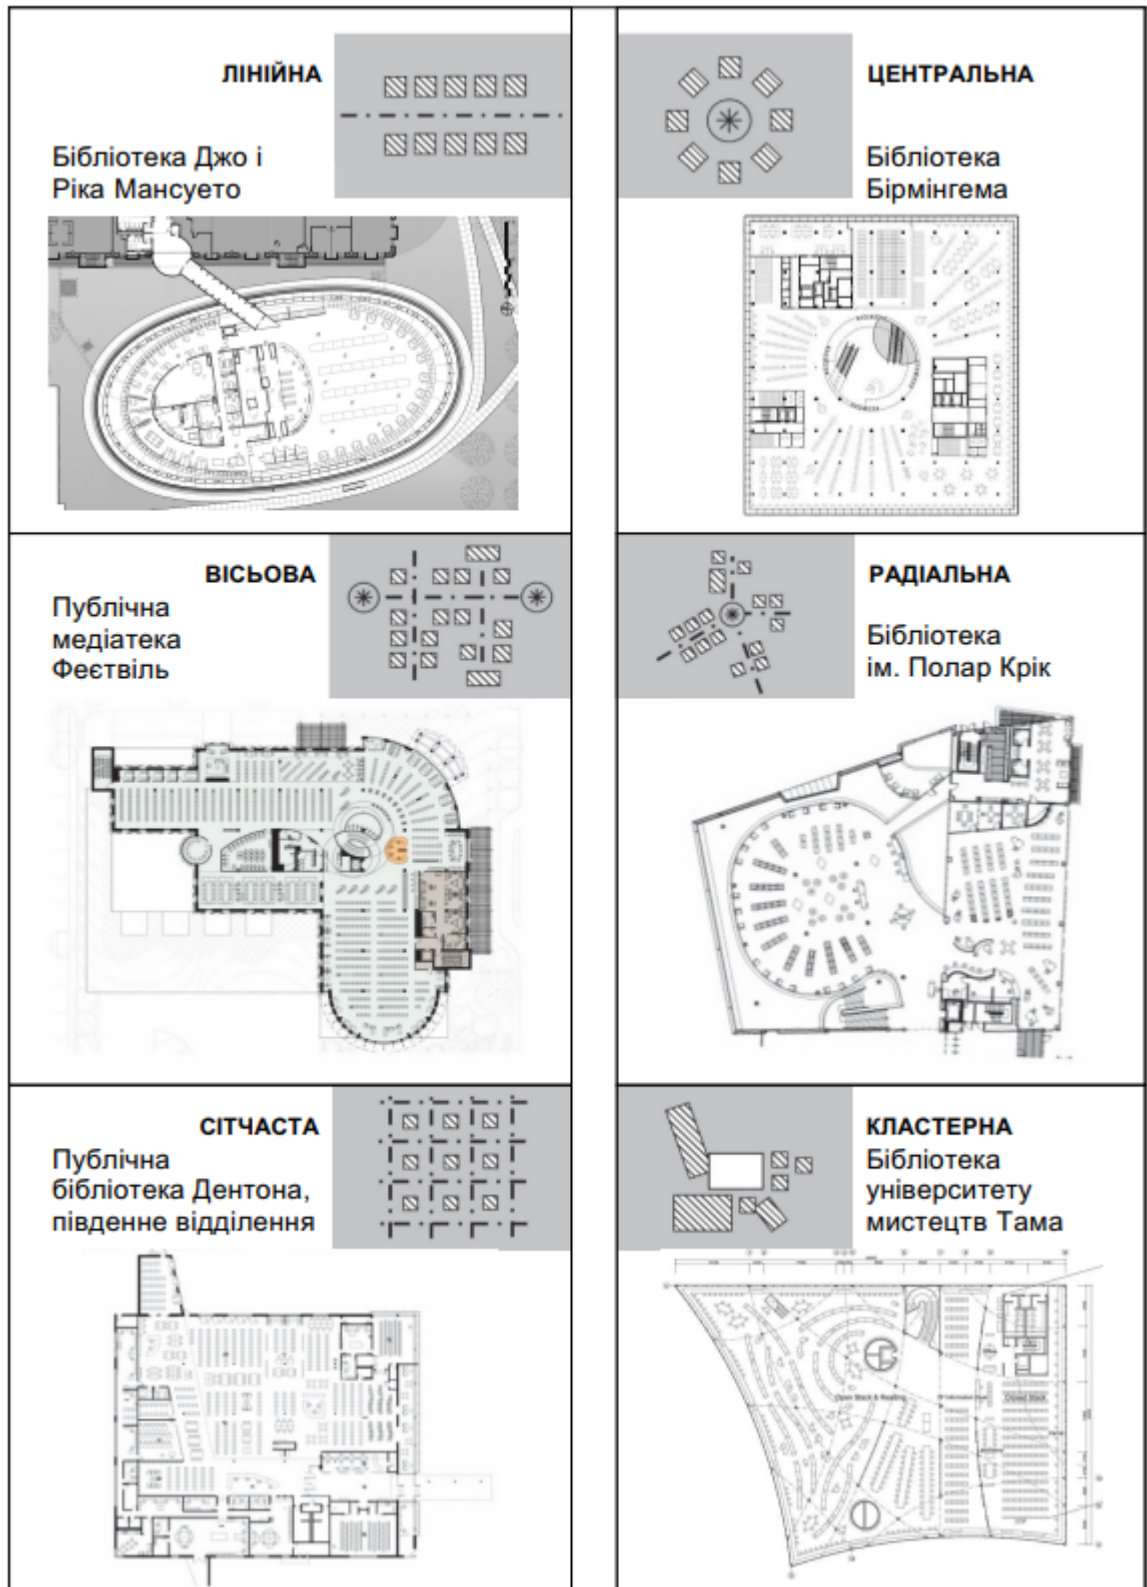 ЛІНІЙНА
Бібліотека Джо і
Ріка Мансуето
ЦЕНТРАЛЬНА
Бібліотека
Бірмінгема
ВІСЬОВА
Публічна
медіатека
Феєтвіль
РАДІАЛЬНА
Бібліотека
ім. Полар Крік
СІТЧАСТА
Публічна
бібліотека Дентона,
південне відділення
КЛАСТЕРНА
Бібліотека
університету
мистецтв Тама
Open Stack & Reading
Closed Stack